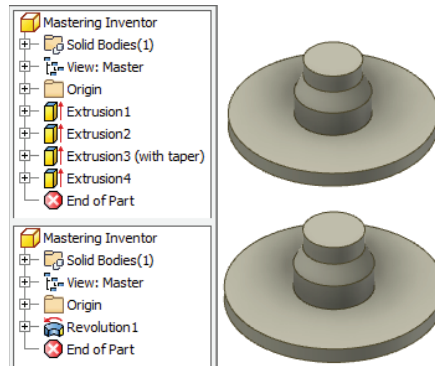 Mastering Inventor
Solid Bodies(1)
View: Master
Origin
Extrusion1
Extrusion2
Extrusion3 (with taper)
Extrusion4
End of Part
Mastering Inventor
Solid Bodies(1)
View: Master
Origin
Revolution1
End of Part